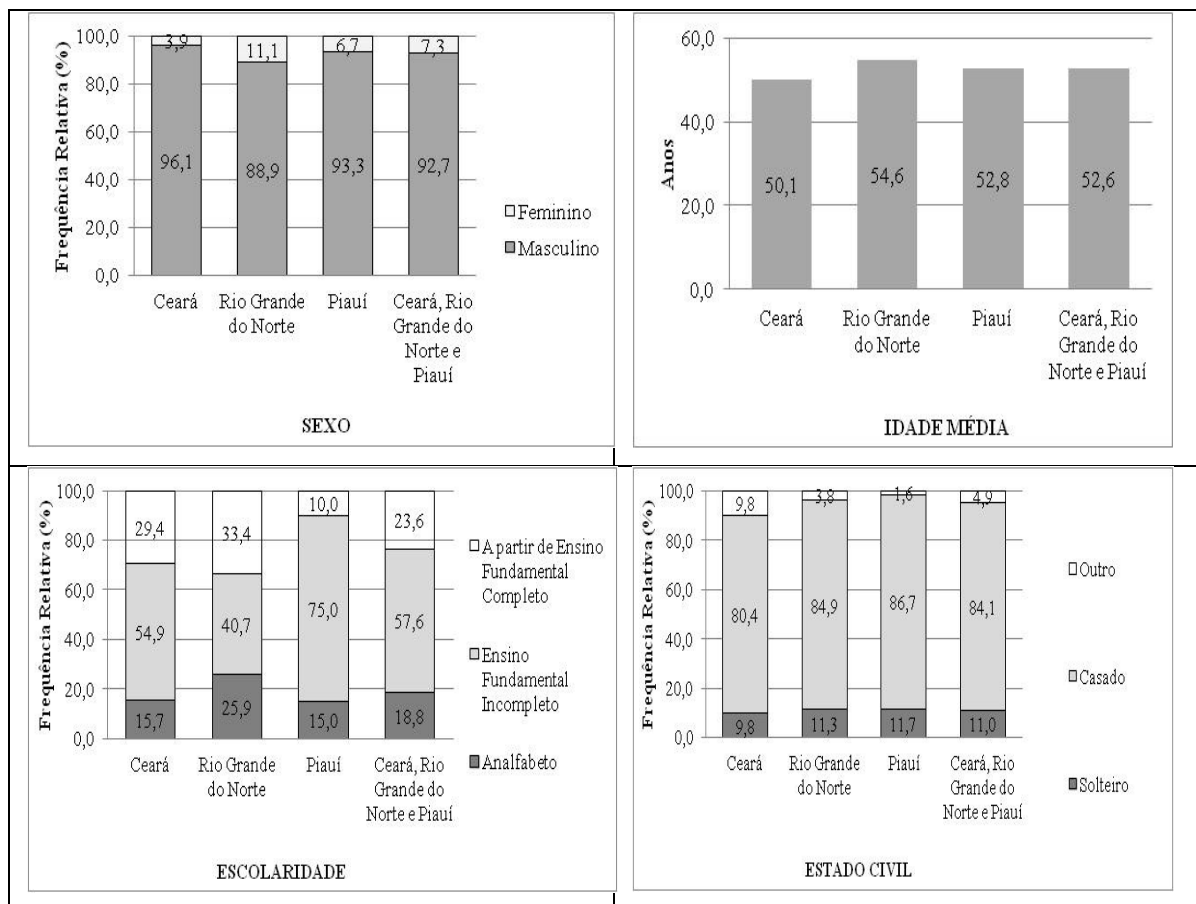 Frequência Relativa (%)
100,0
80,0
60,0
40,0
20,0
0,0
3,9
11,1
6,7
7,3
96,1
88,9
93,3
92,7
Feminino
Masculino
Ceará
Rio Grande
do Norte
Piauí
Ceará, Rio
Grande do
Norte e
Piauí
SEXO
Anos
60,0
40,0
20,0
0,0
50,1
54,6
52,8
52,6
Ceará
Rio Grande
do Norte
Piauí
Ceará, Rio
Grande do
Norte e Piauí
IDADE MÉDIA
Frequência Relativa (%)
100,0
80,0
60,0
40,0
20,0
0,0
29,4
33,4
10,0
23,6
54,9
40,7
75,0
57,6
15,7
25,9
15,0
18,8
A partir de Ensino
Fundamental
Completo
Ensino
Fundamental
Incompleto
Analfabeto
Ceará
Rio Grande
do Norte
Piauí
Ceará, Rio
Grande do
Norte e Piauí
ESCOLARIDADE
Frequência Relativa (%)
100,0
80,0
60,0
40,0
20,0
0,0
9,8
3,8
1,6
4,9
80,4
84,9
86,7
84,1
9,8
11,3
11,7
11,0
Outro
Casado
Solteiro
Ceará
Rio Grande
do Norte
Piauí
Ceará, Rio
Grande do
Norte e Piauí
ESTADO CIVIL